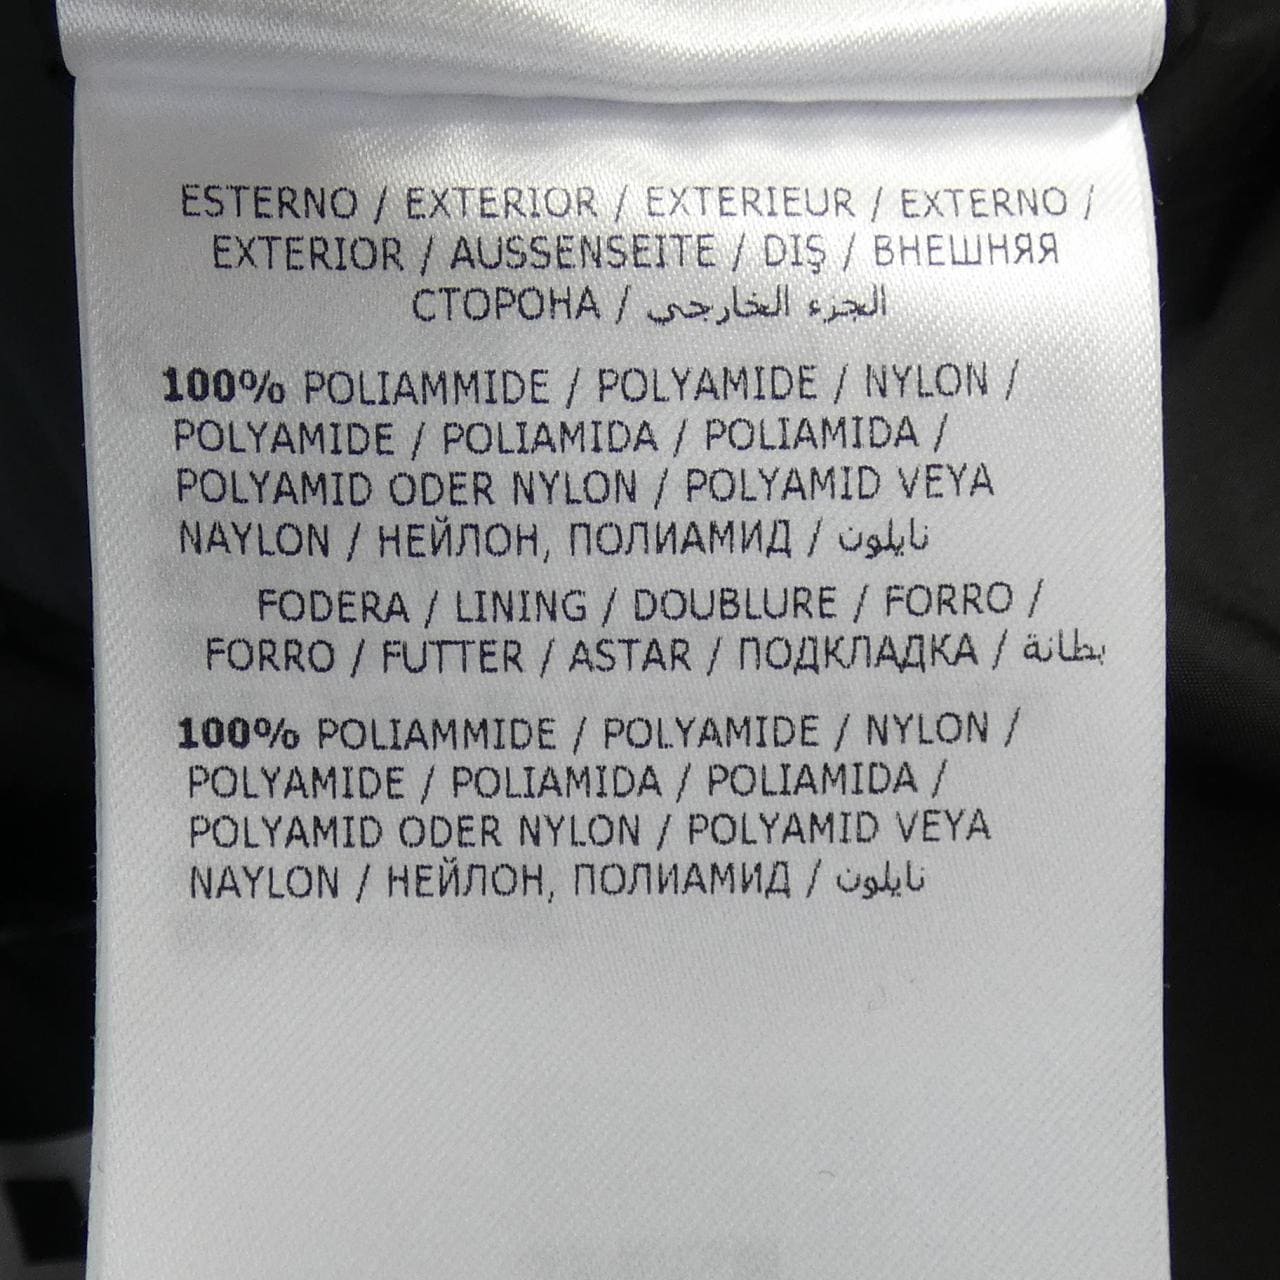 ESTERNO / EXTERIOR / EXTERIEUR / EXTERNO /
EXTERIOR / AUSSENSEITE / DIŞ / ВНЕШНЯЯ
СТОРОНА / الجزء الخارجي
100% POLIAMMIDE / POLYAMIDE / NYLON /
POLYAMIDE / POLIAMIDA / POLIAMIDA /
POLYAMID ODER NYLON / POLYAMID VEYA
NAYLON / НЕЙЛОН, ПОЛИАМИД / نايلون
FODERA / LINING / DOUBLURE / FORRO /
FORRO / FUTTER / ASTAR / ПОДКЛАДКА / بطانة
100% POLIAMMIDE / POLYAMIDE / NYLON /
POLYAMIDE / POLIAMIDA / POLIAMIDA /
POLYAMID ODER NYLON / POLYAMID VEYA
NAYLON / НЕЙЛОН, ПОЛИАМИД / نايلون